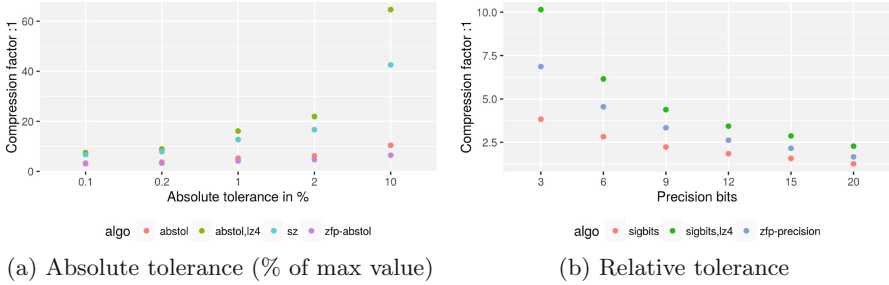 Compression factor :1
60
40
20
0
0.1 0.2 1 2 10
Absolute tolerance in %
algo abstol abstol,lz4 sz zfp-abstol
(a) Absolute tolerance (% of max value)
Compression factor :1
10.0
7.5
5.0
2.5
3 6 9 12 15 20
Precision bits
algo sigbits sigbits,lz4 zfp-precision
(b) Relative tolerance